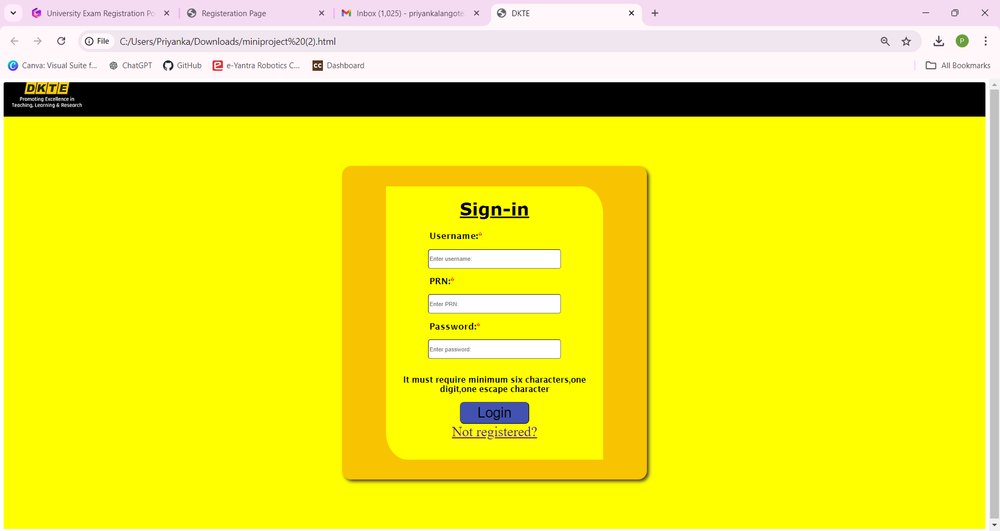 University Exam Registration Po
Registeration Page
Inbox (1,025) - priyankalangote
DKTE
File
C:/Users/Priyanka/Downloads/miniproject%20(2).html
P
Canva: Visual Suite f...
ChatGPT
GitHub
e-Yantra Robotics C...
cc
Dashboard
All Bookmarks
DKTE
Promoting Excellence in
Teaching, Learning & Research
Sign-in
Username:*
Enter username:
PRN:*
Enter PRN:
Password:*
Enter password:
It must require minimum six characters,one
digit,one escape character
Login
Not registered?